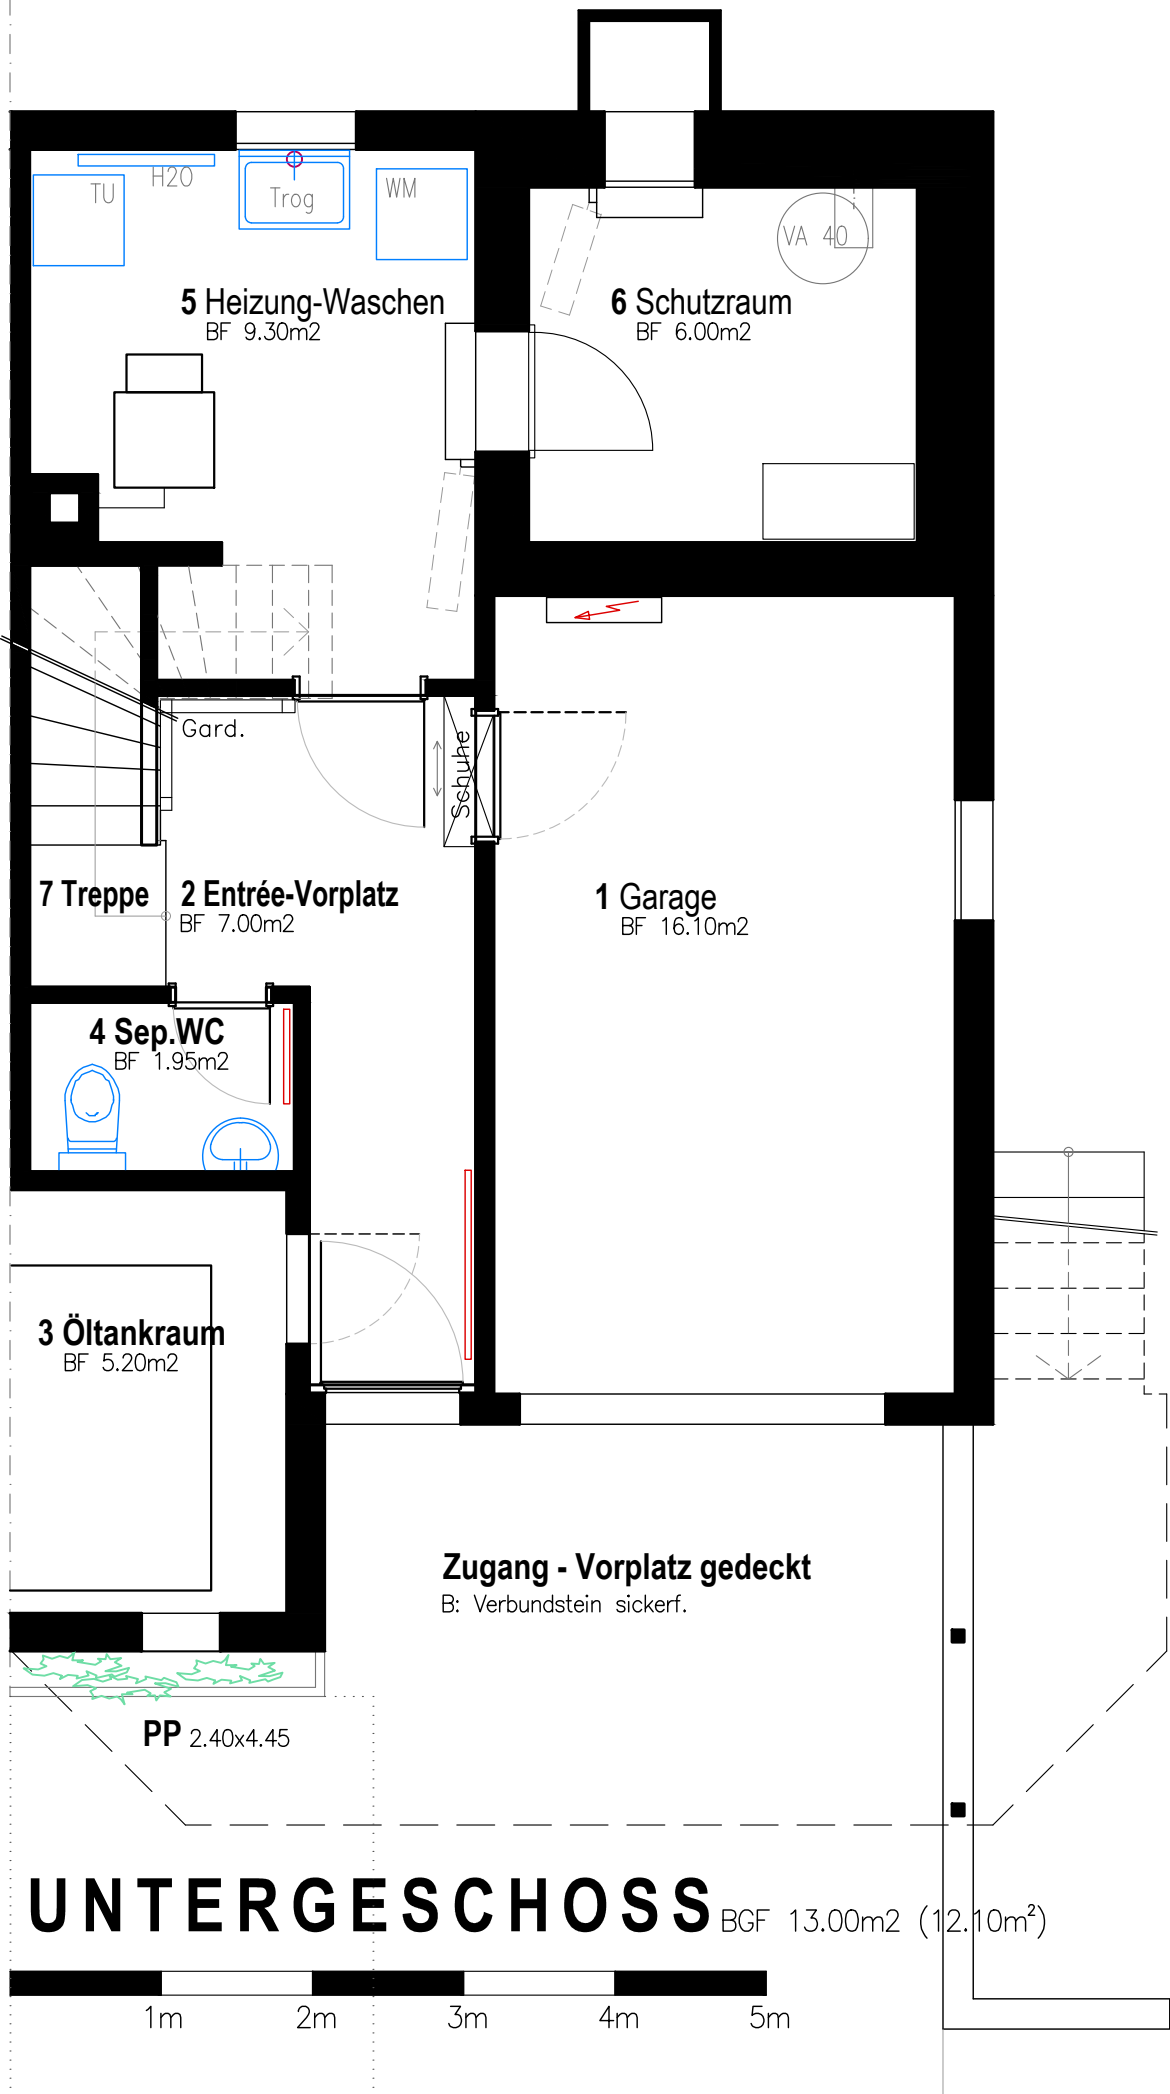 TU
H2O
Trog
WM
VA 40
5 Heizung-Waschen
BF 9.30m2
6 Schutzraum
BF 6.00m2
Gard.
Schuhe
7 Treppe
2 Entrée-Vorplatz
BF 7.00m2
1 Garage
BF 16.10m2
4 Sep.WC
BF 1.95m2
3 Öltankraum
BF 5.20m2
Zugang - Vorplatz gedeckt
B: Verbundstein sickerf.
PP 2.40x4.45
UNTERGESCHOSS BGF 13.00m2 (12.10m²)
1m 2m 3m 4m 5m